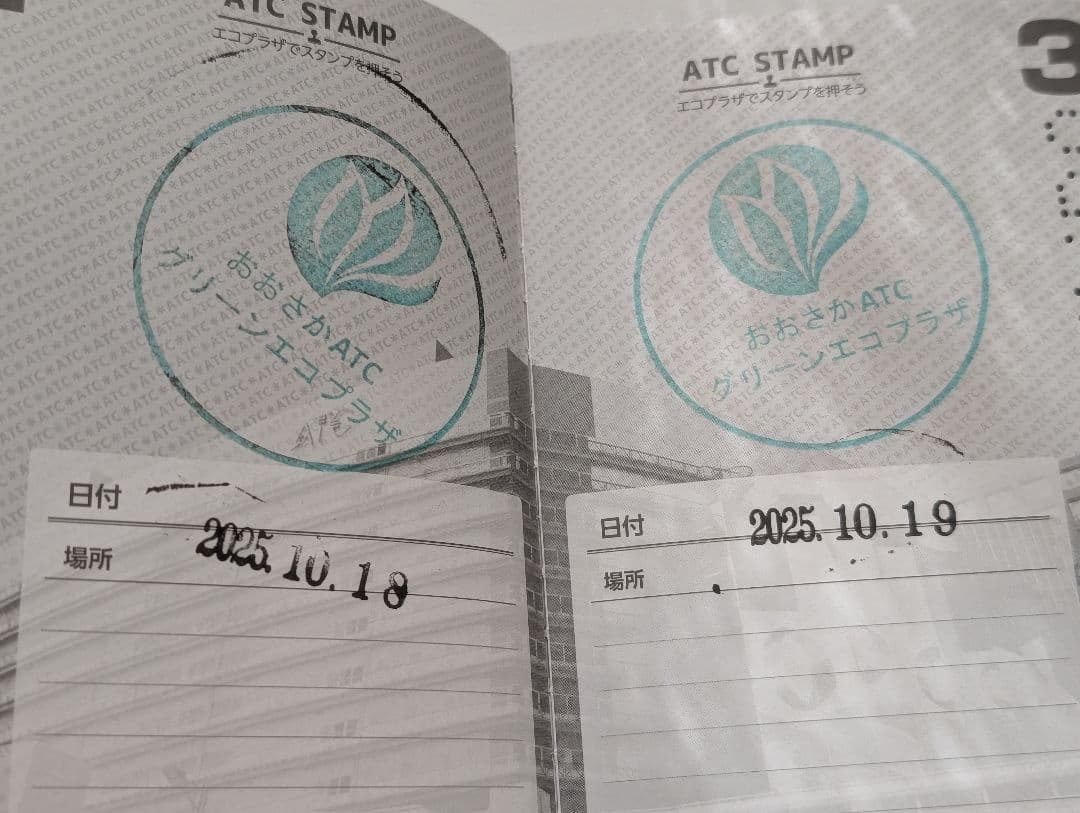 ATC STAMP
エコプラザでスタンプを押そう
おおさかATC
グリーンエコプラザ
日付
2025.10.18
場所
ATC STAMP
エコプラザでスタンプを押そう
3
おおさかATC
グリーンエコプラザ
日付
2025.10.19
場所